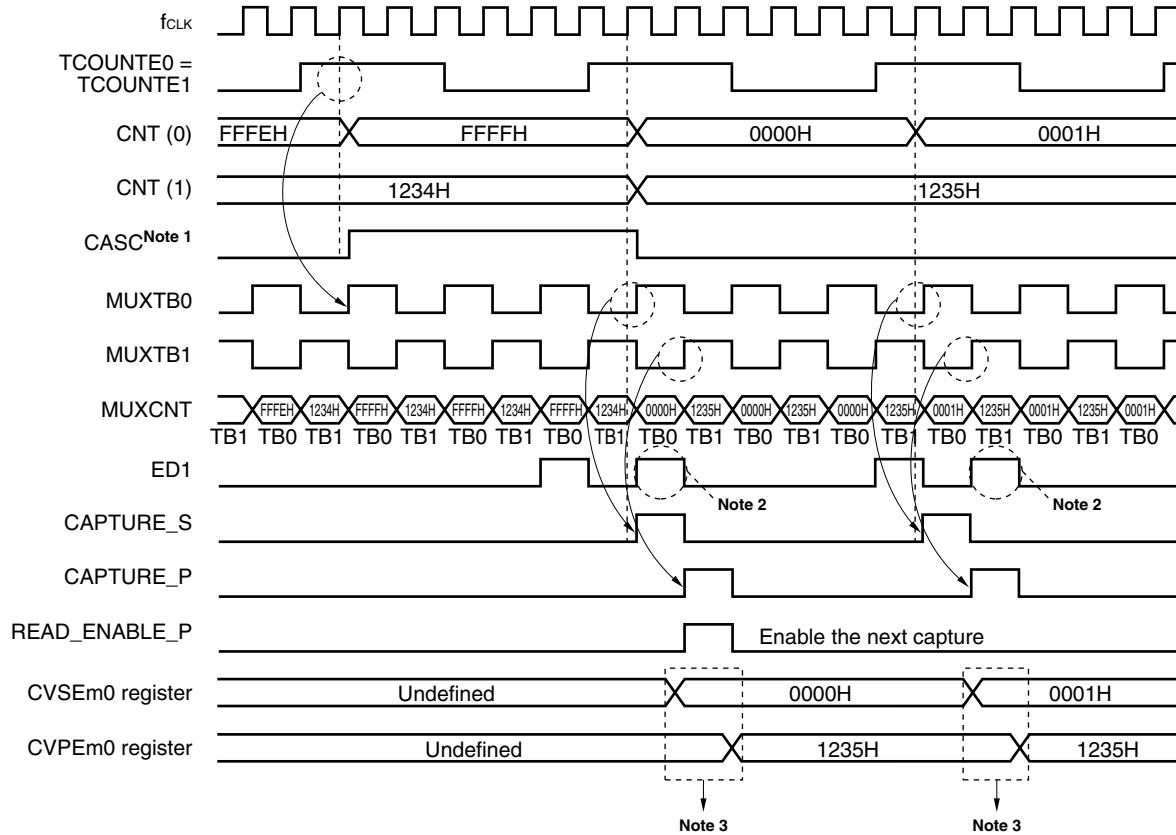 fCLK
TCOUNTE0 =
TCOUNTE1
CNT (0) FFFEH FFFFH 0000H 0001H
CNT (1) 1234H 1235H
CASC Note 1
MUXTB0
MUXTB1
MUXCNT FFFEH 1234H FFFFH 1234H FFFFH 1234H FFFFH 1234H 0000H 1235H 0000H 1235H 0000H 1235H 0001H 1235H 0001H 1235H 0001H
TB1 TB0 TB1 TB0 TB1 TB0 TB1 TB0 TB1 TB0 TB1 TB0 TB1 TB0 TB1 TB0 TB1 TB0 TB1 TB0
ED1
Note 2 Note 2
CAPTURE_S
CAPTURE_P
READ_ENABLE_P Enable the next capture
CVSEm0 register Undefined 0000H 0001H
CVPEm0 register Undefined 1235H 1235H
Note 3 Note 3